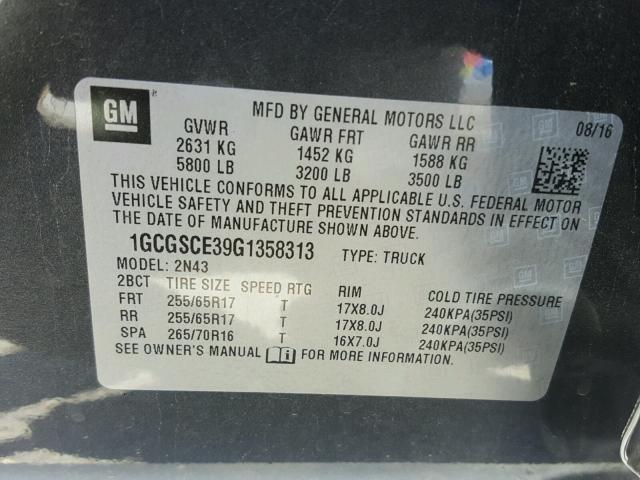 GM ®
MFD BY GENERAL MOTORS LLC
08/16
GVWR GAWR FRT GAWR RR
2631 KG 1452 KG 1588 KG
5800 LB 3200 LB 3500 LB
THIS VEHICLE CONFORMS TO ALL APPLICABLE U.S. FEDERAL MOTOR
VEHICLE SAFETY AND THEFT PREVENTION STANDARDS IN EFFECT ON
THE DATE OF MANUFACTURE SHOWN ABOVE.
1GCGSCE39G1358313 TYPE: TRUCK
MODEL: 2N43
2BCT TIRE SIZE SPEED RTG RIM COLD TIRE PRESSURE
FRT 255/65R17 T 17X8.0J 240KPA(35PSI)
RR 255/65R17 T 17X8.0J 240KPA(35PSI)
SPA 265/70R16 T 16X7.0J 240KPA(35PSI)
SEE OWNER'S MANUAL FOR MORE INFORMATION.